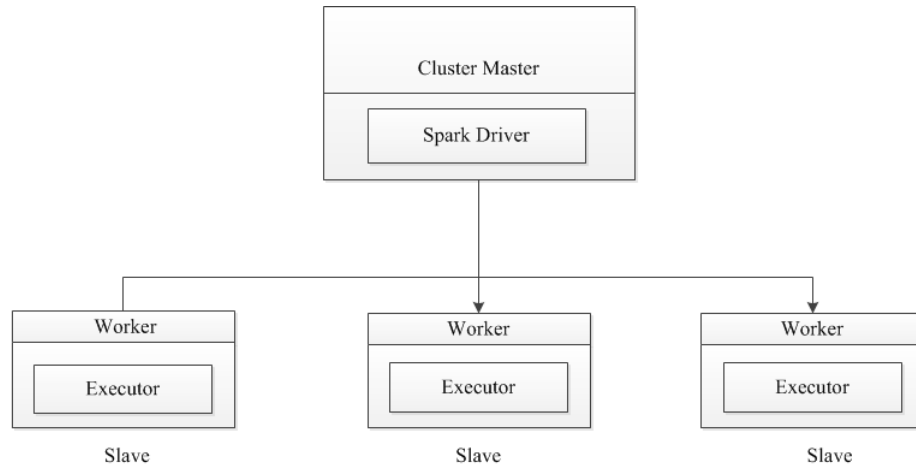 Cluster Master
Spark Driver
Worker Worker Worker
Executor Executor Executor
Slave Slave Slave